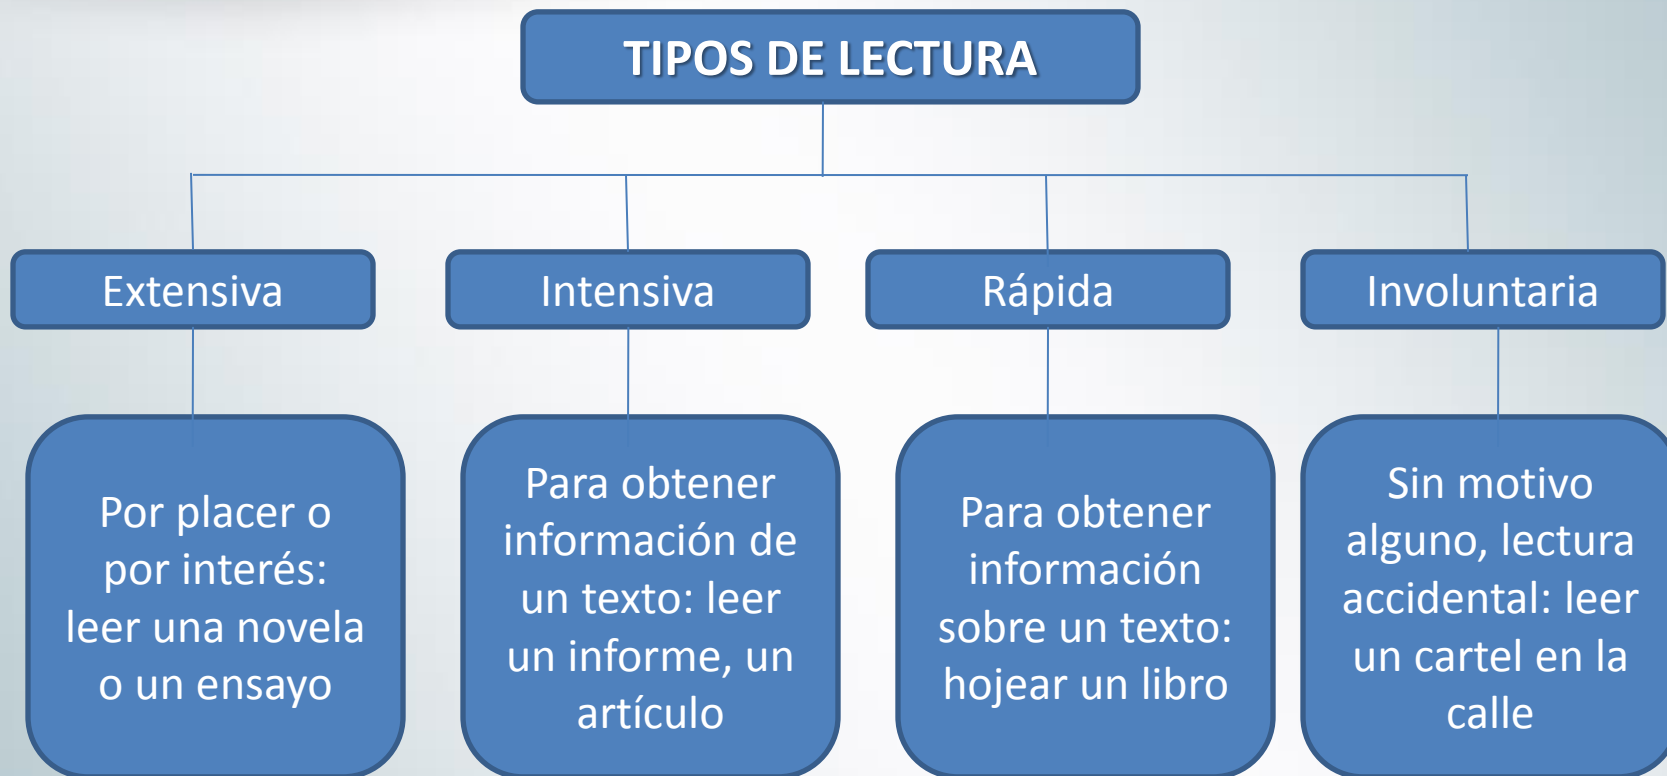 TIPOS DE LECTURA
Extensiva
Intensiva
Rápida
Involuntaria
Por placer o
por interés:
leer una novela
o un ensayo
Para obtener
información de
un texto: leer
un informe, un
artículo
Para obtener
información
sobre un texto:
hojear un libro
Sin motivo
alguno, lectura
accidental: leer
un cartel en la
calle